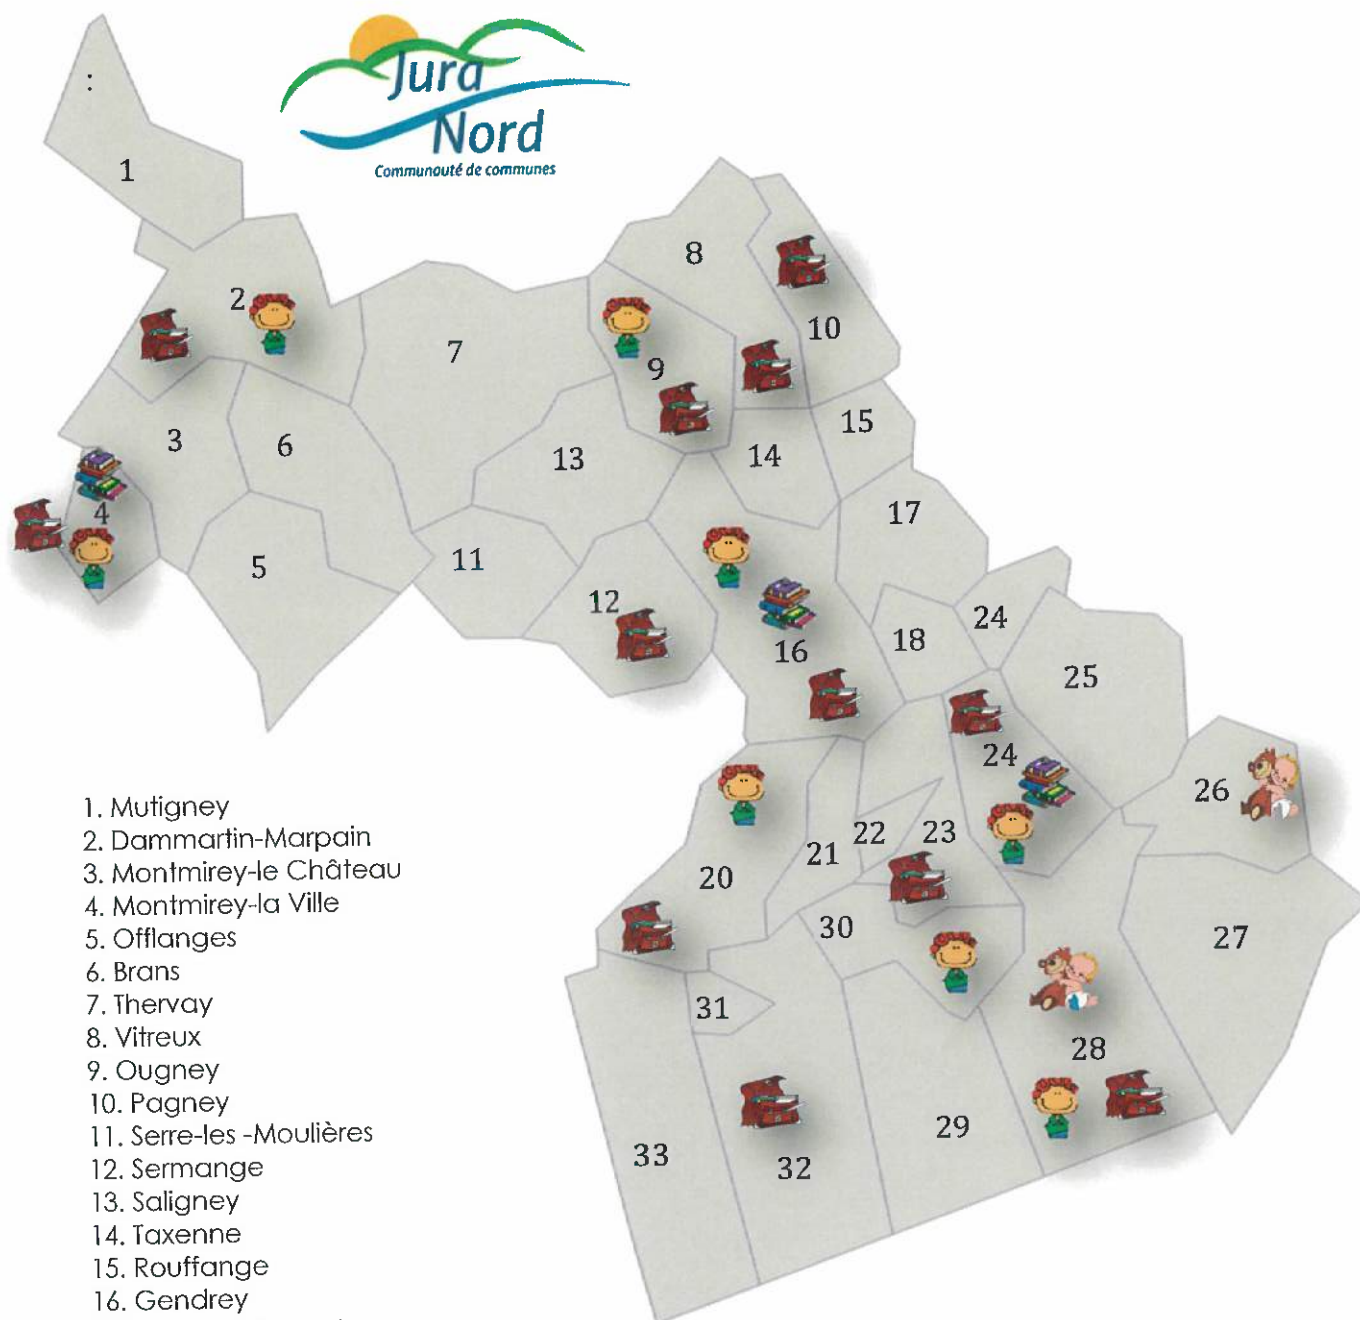 :
Jura
Nord
Communauté de communes
1
8
2
10
7
9
15
3
6
14
13
4
17
11
5
12
24
18
16
25
24
26
22
23
21
20
30
27
31
28
29
33
32
1. Mutigney
2. Dammartin-Marpain
3. Montmirey-le Château
4. Montmirey-la Ville
5. Offlanges
6. Brans
7. Thervay
8. Vitreux
9. Ougney
10. Pagney
11. Serre-les -Moulières
12. Sermange
13. Saligney
14. Taxenne
15. Rouffange
16. Gendrey